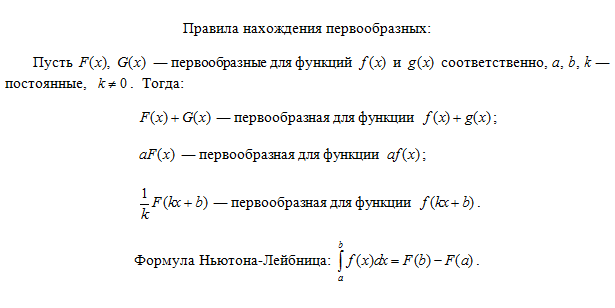 Правила нахождения первообразных:
Пусть F(x), G(x) — первообразные для функций f(x) и g(x) соответственно, a, b, k —
постоянные, k ≠ 0. Тогда:
F(x) + G(x) — первообразная для функции f(x) + g(x);
aF(x) — первообразная для функции af(x);
1/k F(kx + b) — первообразная для функции f(kx + b).
Формула Ньютона-Лейбница: ∫_a^b f(x)dx = F(b) − F(a).